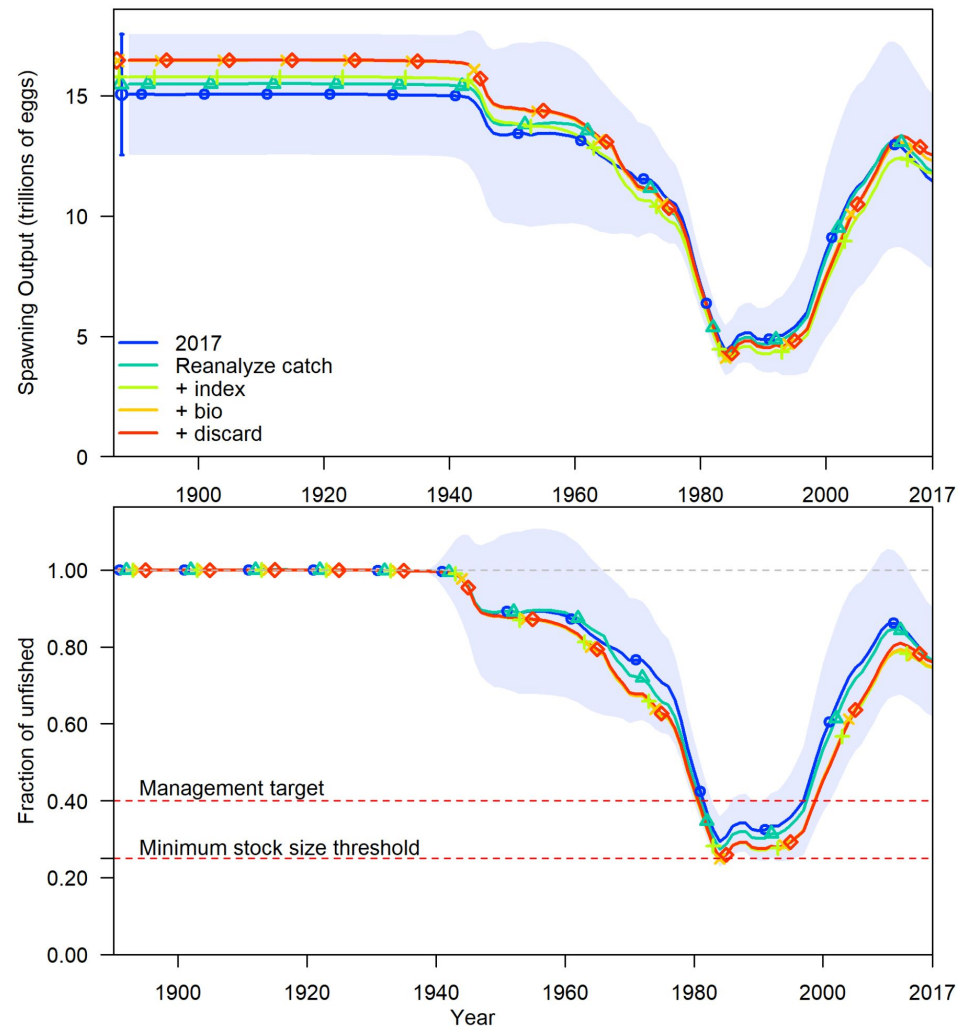 Spawning Output (trillions of eggs)
15
10
5
0
2017
Reanalyze catch
+ index
+ bio
+ discard
1900
1920
1940
1960
1980
2000
2017
Fraction of unfished
1.00
0.80
0.60
0.40
0.20
0.00
Management target
Minimum stock size threshold
1900
1920
1940
1960
1980
2000
2017
Year